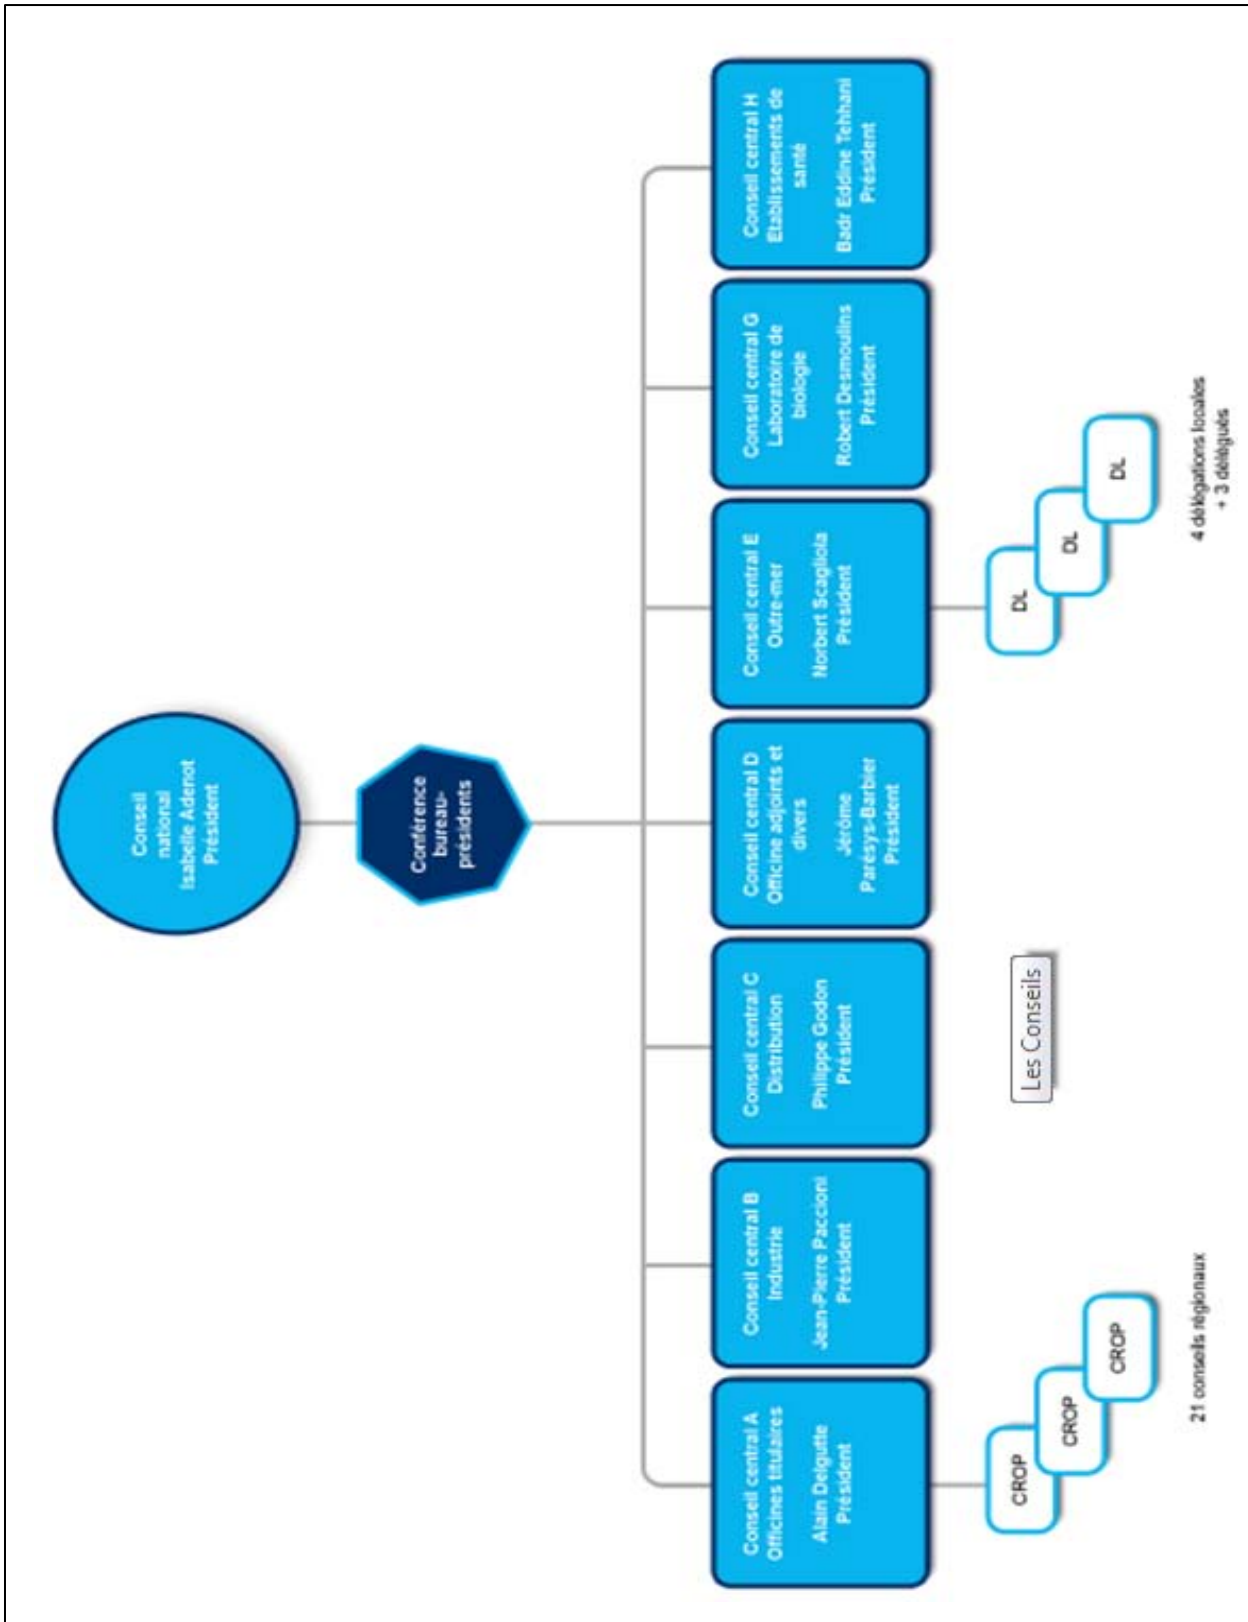 Conseil
national
Isabelle Adenot
Président
Conférence
bureau-
présidents
Conseil central A
Officines titulaires
Alain Delgutte
Président
Conseil central B
Industrie
Jean-Pierre Paccioni
Président
Conseil central C
Distribution
Philippe Godon
Président
Conseil central D
Officine adjoints et
divers
Jérôme
Parésys-Barbier
Président
Conseil central E
Outre-mer
Norbert Scagliola
Président
Conseil central G
Laboratoire de
biologie
Robert Desmoulins
Président
Conseil central H
Etablissements de
santé
Badr Eddine Tehhani
Président
CROP
CROP
CROP
21 conseils régionaux
Les Conseils
DL
DL
DL
4 délégations locales
+ 3 délégués